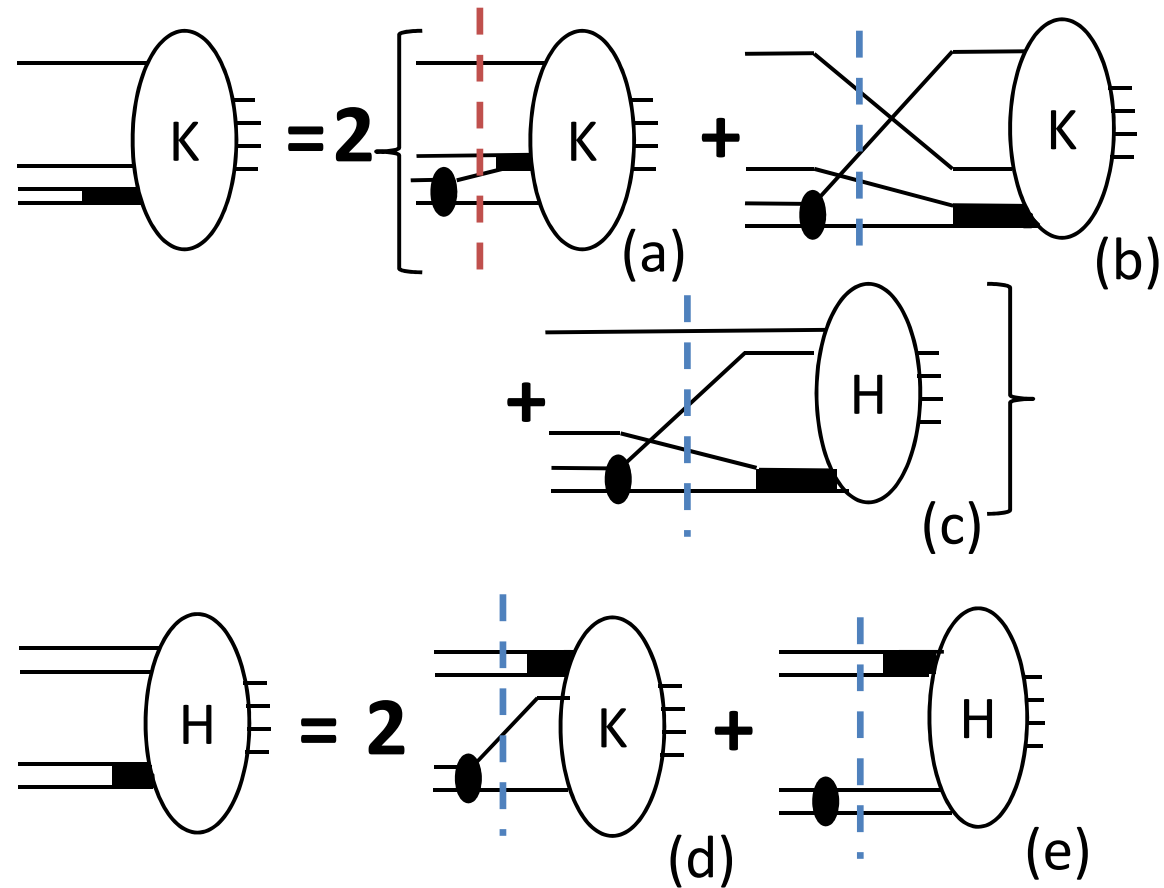 K = 2 K + K
(a) (b)
+ H
(c)
H = 2 K + H
(d) (e)